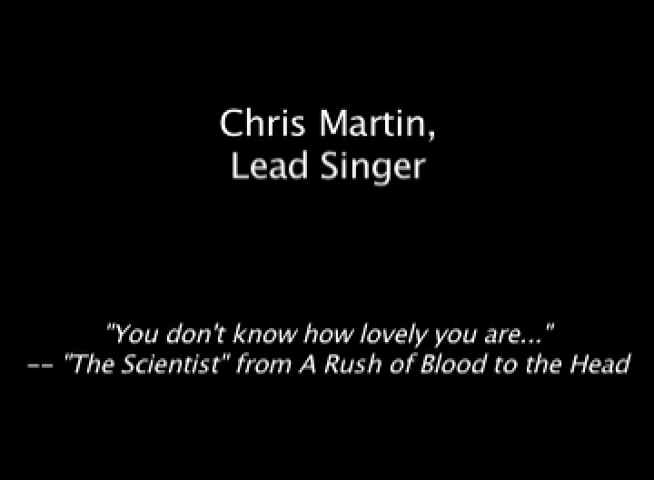 Chris Martin,
Lead Singer
"You don't know how lovely you are..."
-- "The Scientist" from A Rush of Blood to the Head